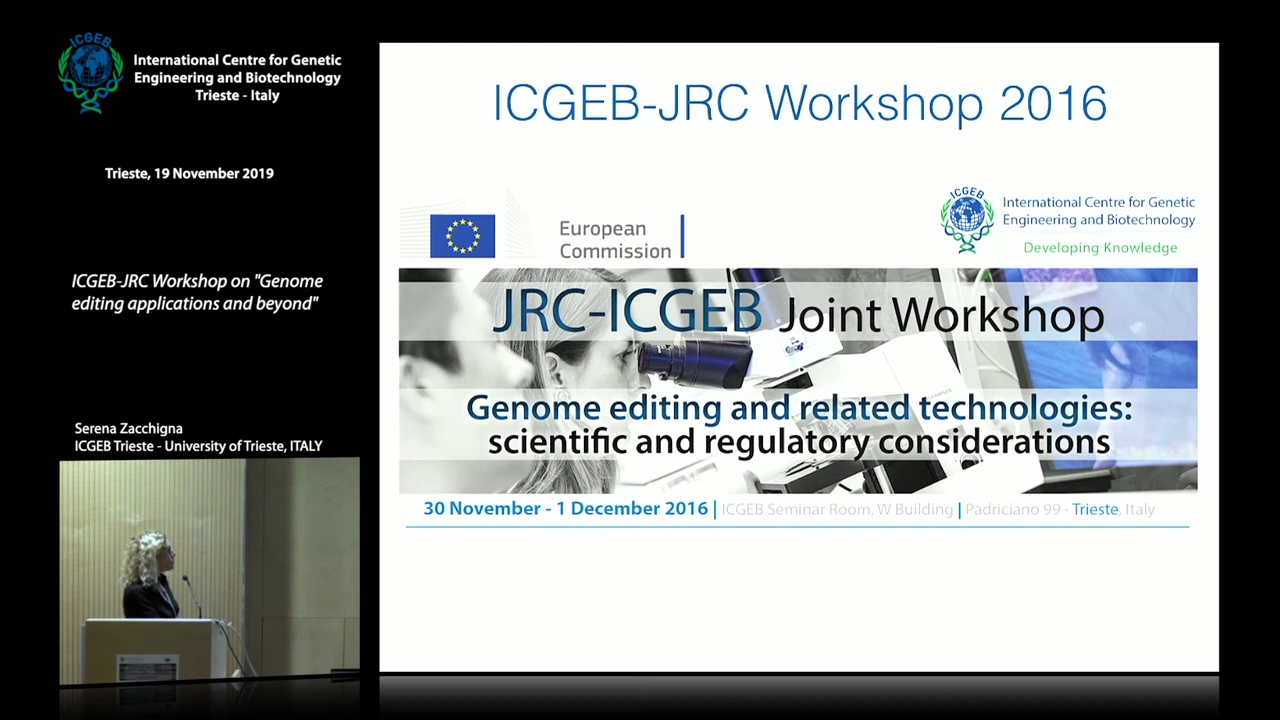 ICGEB
International Centre for Genetic
Engineering and Biotechnology
Trieste - Italy
Trieste, 19 November 2019
ICGEB-JRC Workshop on "Genome
editing applications and beyond"
Serena Zacchigna
ICGEB Trieste - University of Trieste, ITALY
ICGEB-JRC Workshop 2016
European
Commission
ICGEB
International Centre for Genetic
Engineering and Biotechnology
Developing Knowledge
JRC-ICGEB Joint Workshop
Genome editing and related technologies:
scientific and regulatory considerations
30 November - 1 December 2016 | ICGEB Seminar Room, W Building | Padriciano 99 - Trieste, Italy